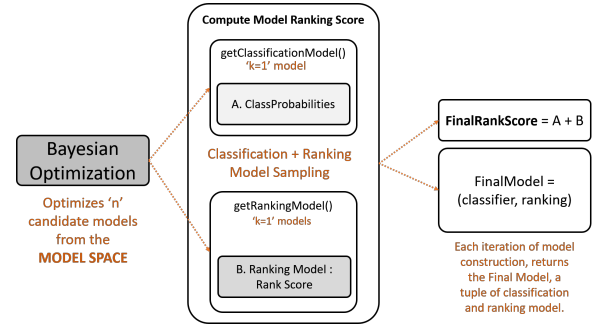 Compute Model Ranking Score
getClassificationModel()
‘k=1’ model
A. ClassProbabilities
Classification + Ranking
Model Sampling
getRankingModel()
‘k=1’ models
B. Ranking Model :
Rank Score
Bayesian
Optimization
Optimizes ‘n’
candidate models
from the
MODEL SPACE
FinalRankScore = A + B
FinalModel =
(classifier, ranking)
Each iteration of model
construction, returns
the Final Model, a
tuple of classification
and ranking model.